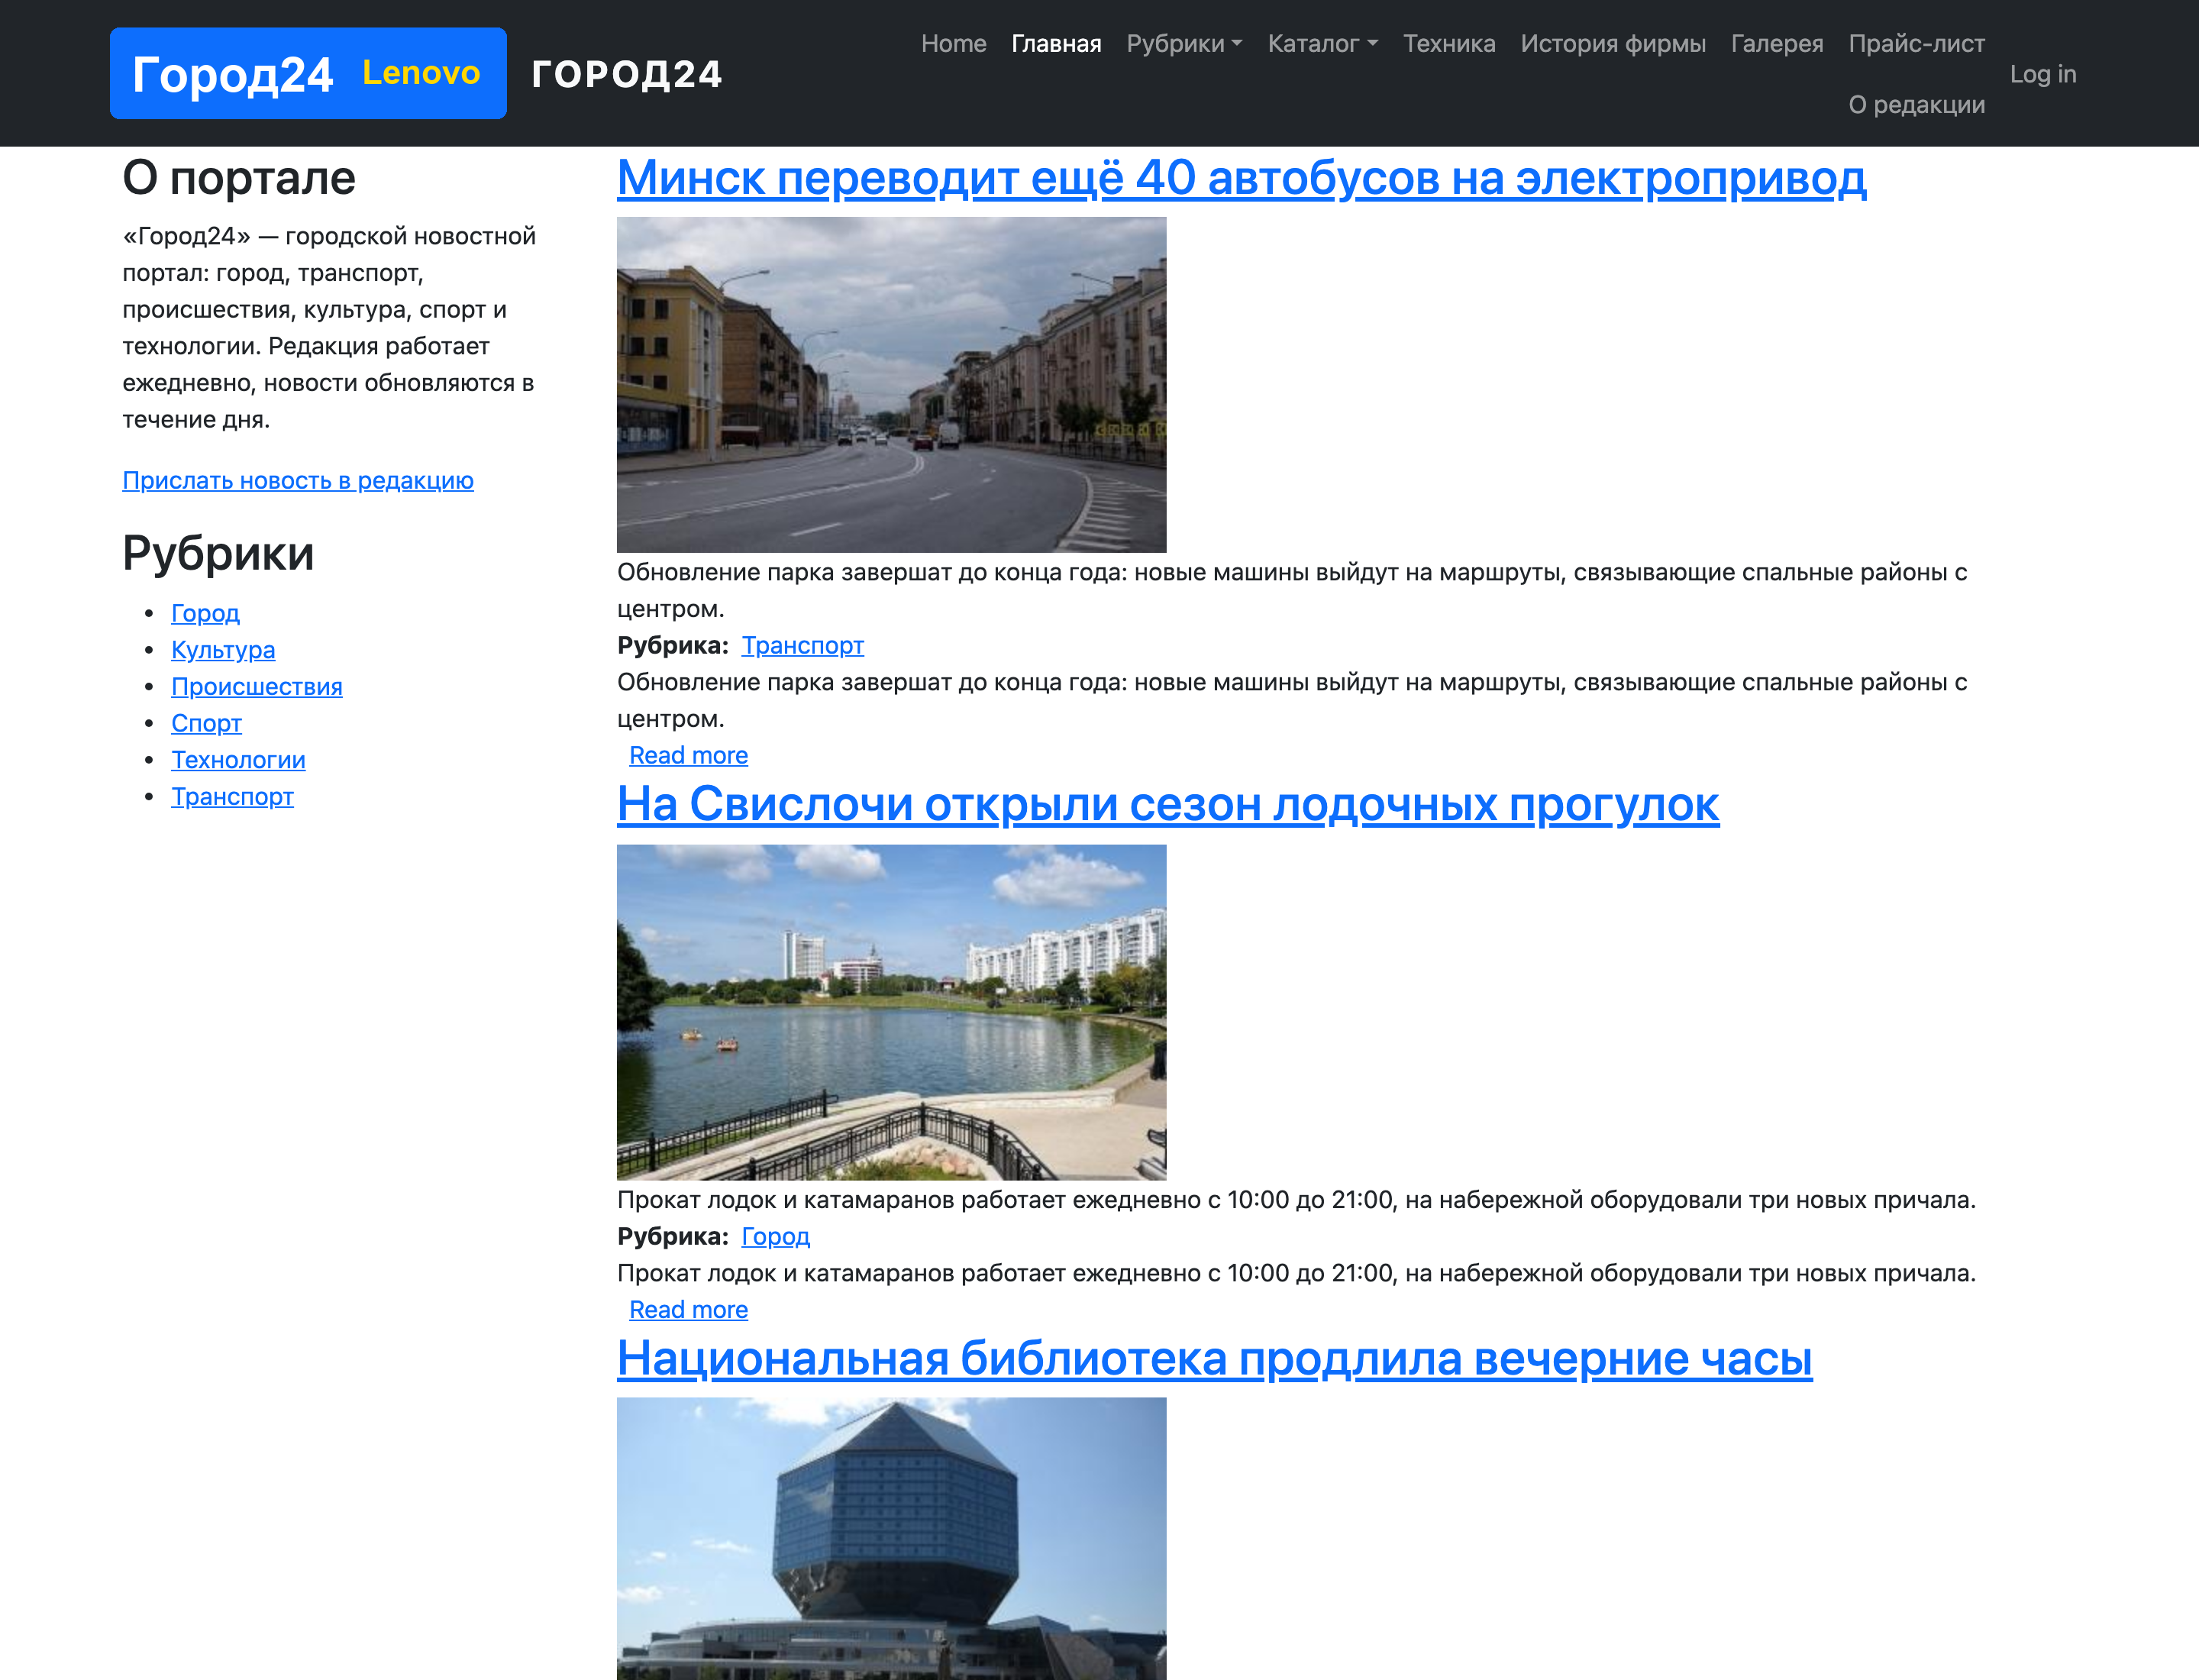 Город24 Lenovo
ГОРОД24
Home Главная Рубрики Каталог Техника История фирмы Галерея Прайс-лист
О редакции
Log in
О портале
«Город24» — городской новостной
портал: город, транспорт,
происшествия, культура, спорт и
технологии. Редакция работает
ежедневно, новости обновляются в
течение дня.
Прислать новость в редакцию
Рубрики
Город
Культура
Происшествия
Спорт
Технологии
Транспорт
Минск переводит ещё 40 автобусов на электропривод
Обновление парка завершат до конца года: новые машины выйдут на маршруты, связывающие спальные районы с
центром.
Рубрика: Транспорт
Обновление парка завершат до конца года: новые машины выйдут на маршруты, связывающие спальные районы с
центром.
Read more
На Свислочи открыли сезон лодочных прогулок
Прокат лодок и катамаранов работает ежедневно с 10:00 до 21:00, на набережной оборудовали три новых причала.
Рубрика: Город
Прокат лодок и катамаранов работает ежедневно с 10:00 до 21:00, на набережной оборудовали три новых причала.
Read more
Национальная библиотека продлила вечерние часы